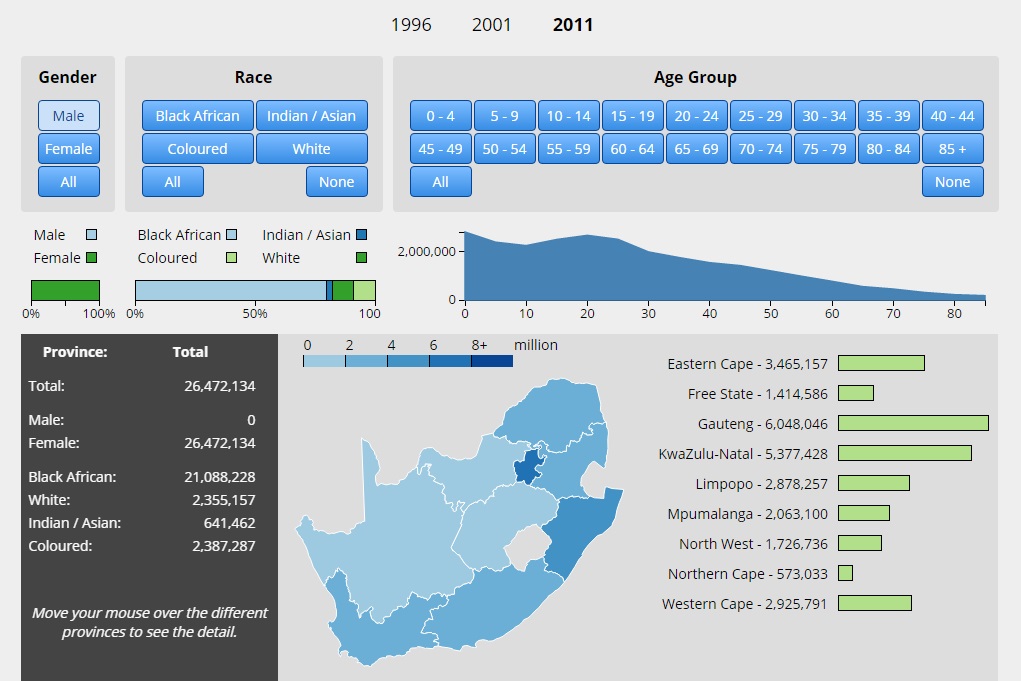 1996 2001 2011
Gender Race Age Group
Male Black African Indian / Asian 0 - 4 5 - 9 10 - 14 15 - 19 20 - 24 25 - 29 30 - 34 35 - 39 40 - 44
Female Coloured White 45 - 49 50 - 54 55 - 59 60 - 64 65 - 69 70 - 74 75 - 79 80 - 84 85 +
All All None All None
Male Black African Indian / Asian
Female Coloured White
2,000,000
0
0% 100% 0% 50% 100 0 10 20 30 40 50 60 70 80
Province: Total
Total: 26,472,134
Male: 0
Female: 26,472,134
Black African: 21,088,228
White: 2,355,157
Indian / Asian: 641,462
Coloured: 2,387,287
Move your mouse over the different
provinces to see the detail.
0 2 4 6 8+ million
Eastern Cape - 3,465,157
Free State - 1,414,586
Gauteng - 6,048,046
KwaZulu-Natal - 5,377,428
Limpopo - 2,878,257
Mpumalanga - 2,063,100
North West - 1,726,736
Northern Cape - 573,033
Western Cape - 2,925,791